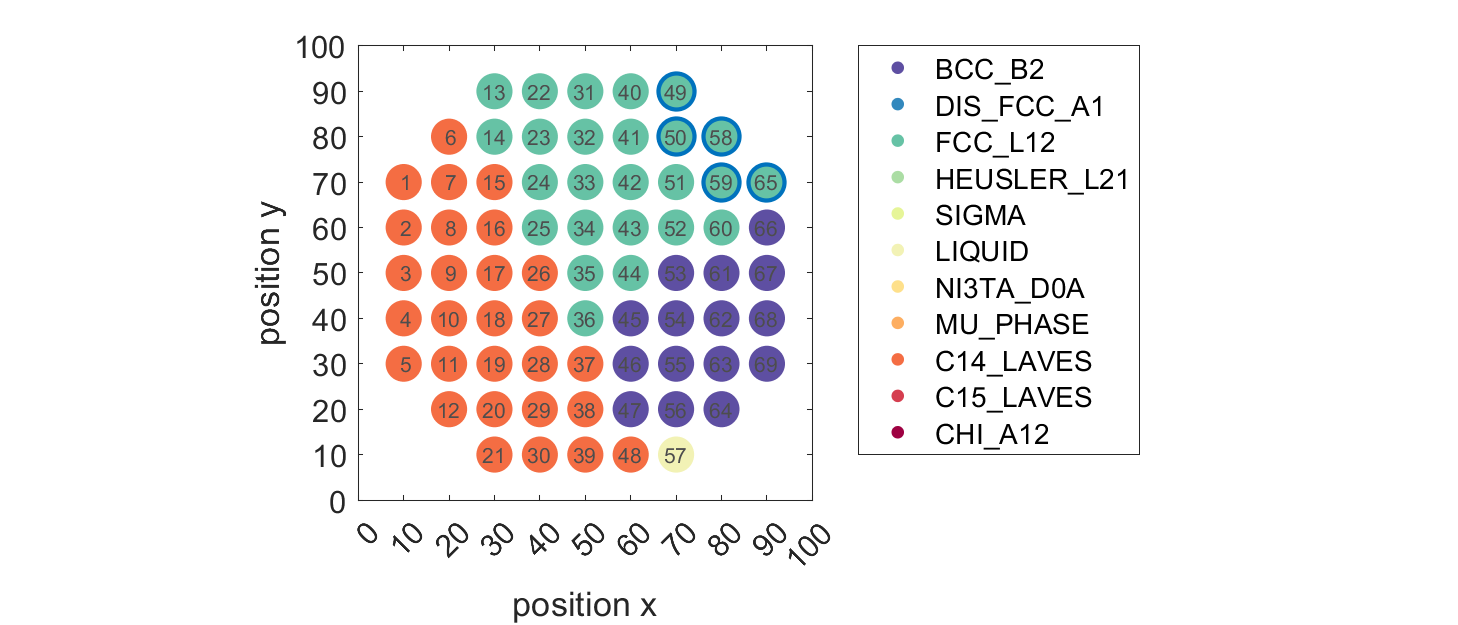 100
90 13 22 31 40 49
80 6 14 23 32 41 50 58
70 1 7 15 24 33 42 51 59 65
60 2 8 16 25 34 43 52 60 66
50 3 9 17 26 35 44 53 61 67
40 4 10 18 27 36 45 54 62 68
30 5 11 19 28 37 46 55 63 69
20 12 20 29 38 47 56 64
10 21 30 39 48 57
0
position y
0 10 20 30 40 50 60 70 80 90 100
position x
BCC_B2
DIS_FCC_A1
FCC_L12
HEUSLER_L21
SIGMA
LIQUID
NI3TA_D0A
MU_PHASE
C14_LAVES
C15_LAVES
CHI_A12